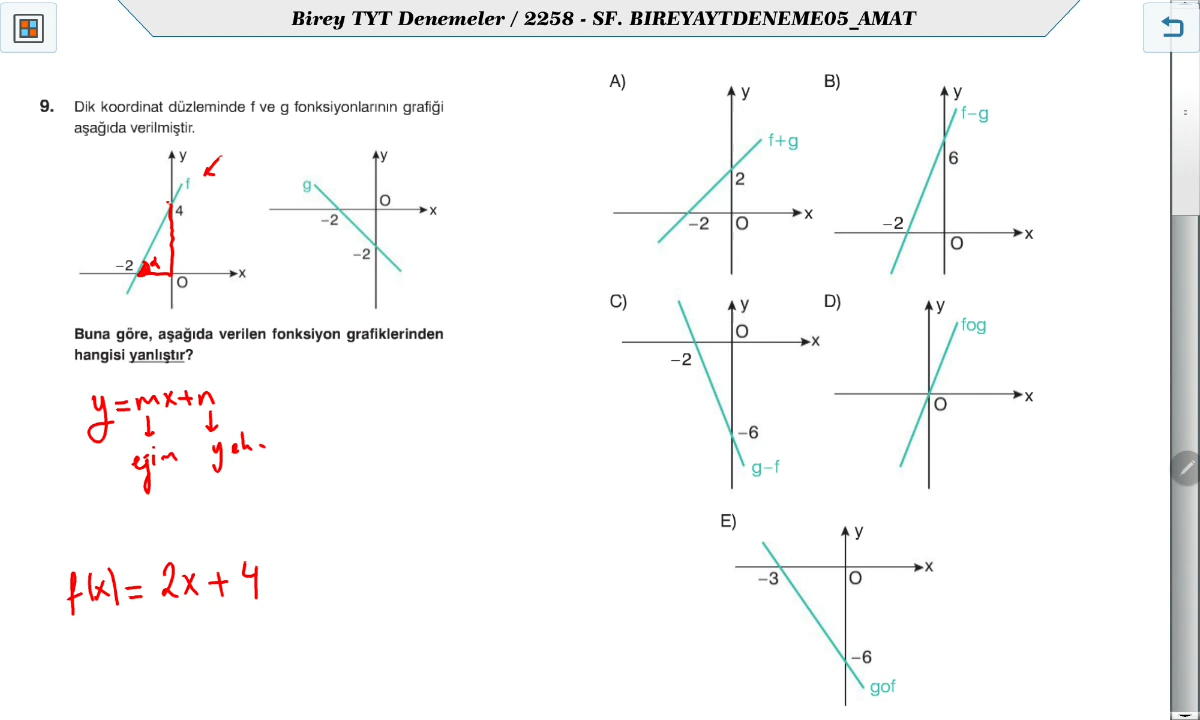 Birey TYT Denemeler / 2258 - SF. BIREYAYTDENEME05_AMAT
9. Dik koordinat düzleminde f ve g fonksiyonlarının grafiği
aşağıda verilmiştir.
y
f
4
−2
α
O
x
y
g
O
−2
x
−2
Buna göre, aşağıda verilen fonksiyon grafiklerinden
hangisi yanlıştır?
y=mx+n
eğim
f(x)= 2x+4
A)
y
f+g
2
−2
O
x
B)
y
f−g
6
−2
O
x
C)
y
O
x
−2
−6
g−f
D)
y
fog
O
x
E)
y
x
−3
O
−6
gof